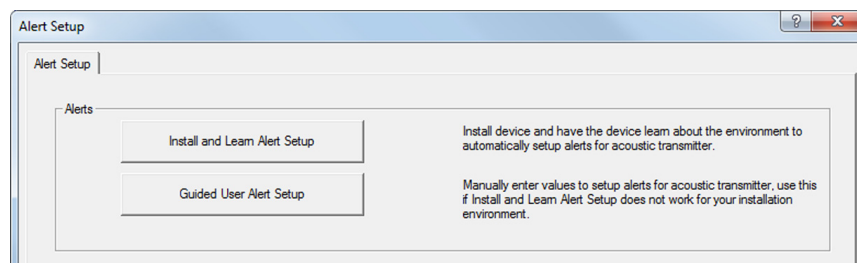 Alert Setup
?
X
Alert Setup
Alerts
Install and Learn Alert Setup
Install device and have the device learn about the environment to
automatically setup alerts for acoustic transmitter.
Guided User Alert Setup
Manually enter values to setup alerts for acoustic transmitter, use this
if Install and Learn Alert Setup does not work for your installation
environment.